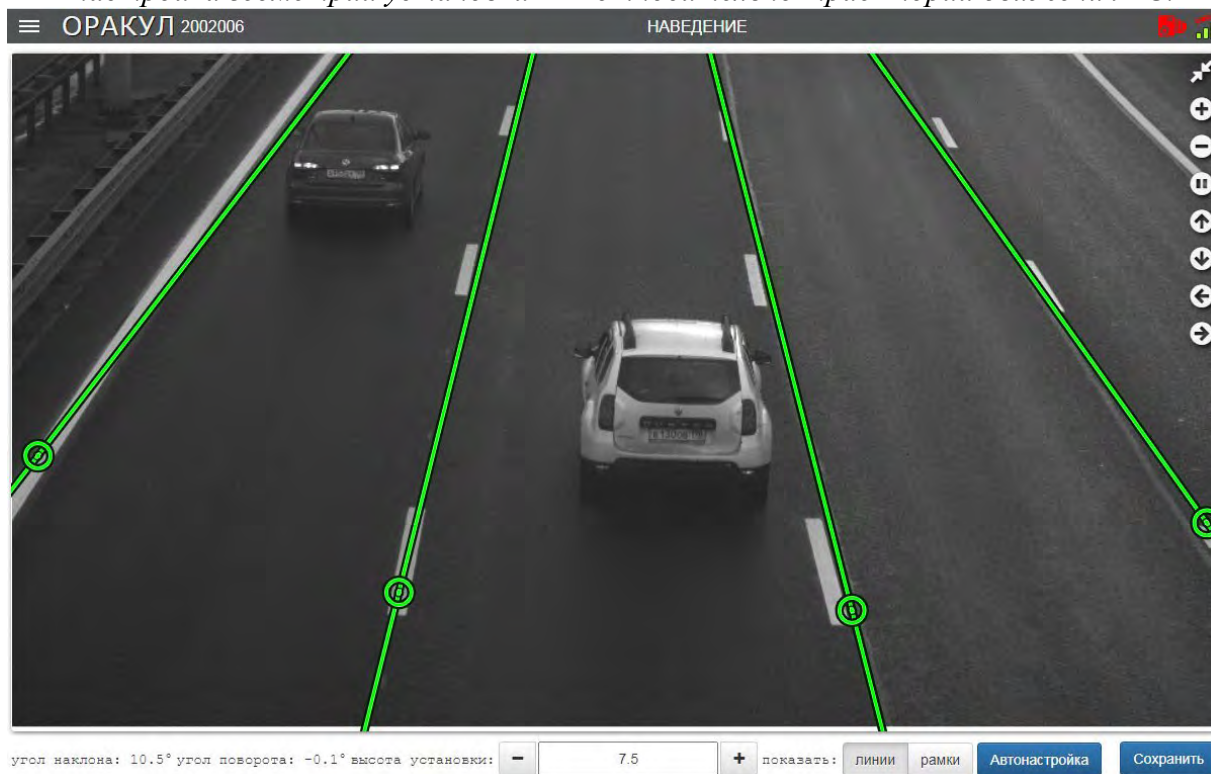 ОРАКУЛ 2002006
НАВЕДЕНИЕ
угол наклона: 10.5° угол поворота: -0.1° высота установки: − 7.5 + показать: линии рамки Автонастройка Сохранить